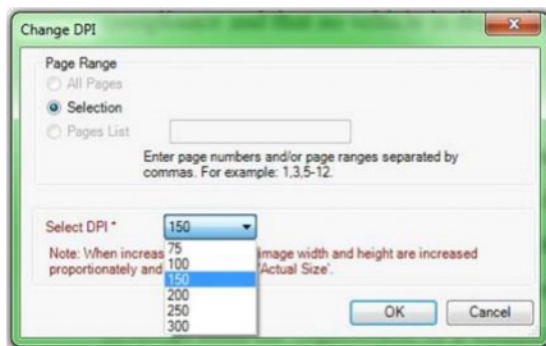 Change DPI
Page Range
All Pages
Selection
Pages List
Enter page numbers and/or page ranges separated by
commas. For example: 1,3,5-12.
Select DPI * 150
75
100
150
200
250
300
Note: When increas image width and height are increased
proportionately and 'Actual Size'.
OK Cancel